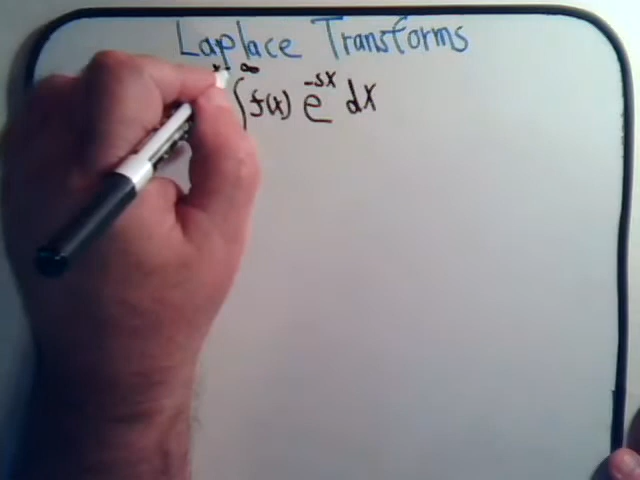 Laplace Transforms
∞
∫ f(x) e^-sx dx